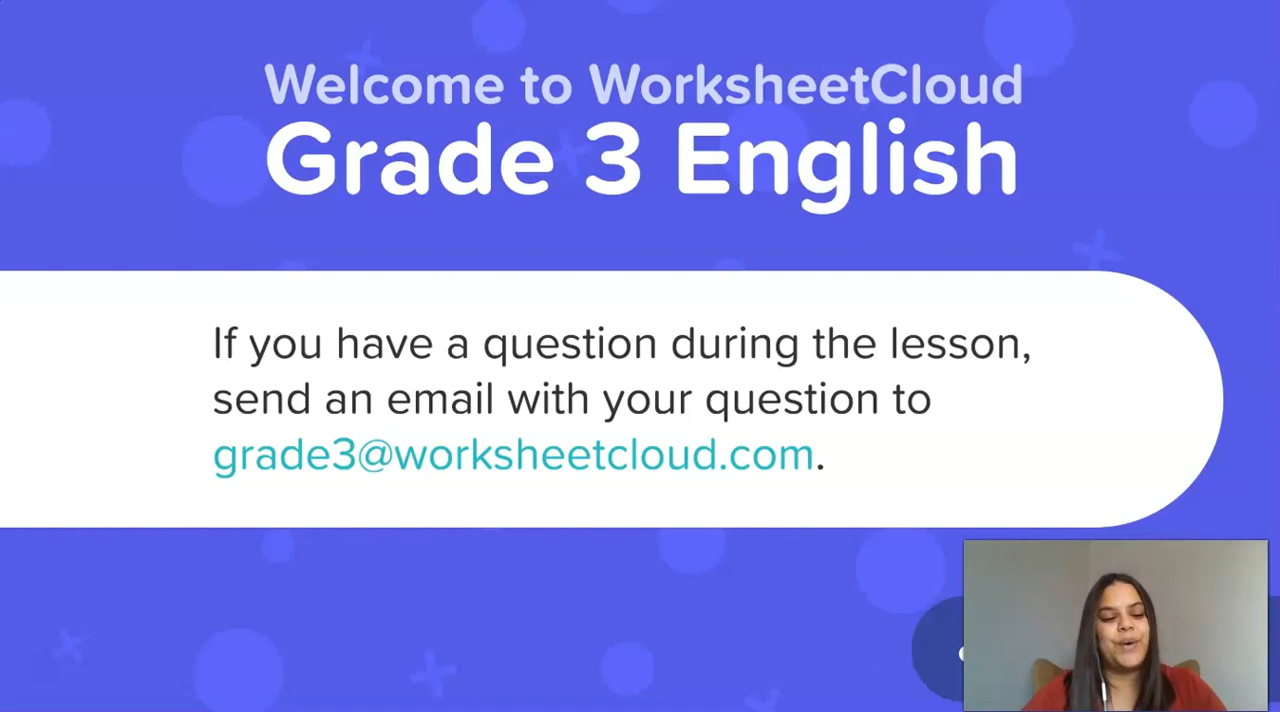 Welcome to WorksheetCloud
Grade 3 English
If you have a question during the lesson,
send an email with your question to
grade3@worksheetcloud.com.